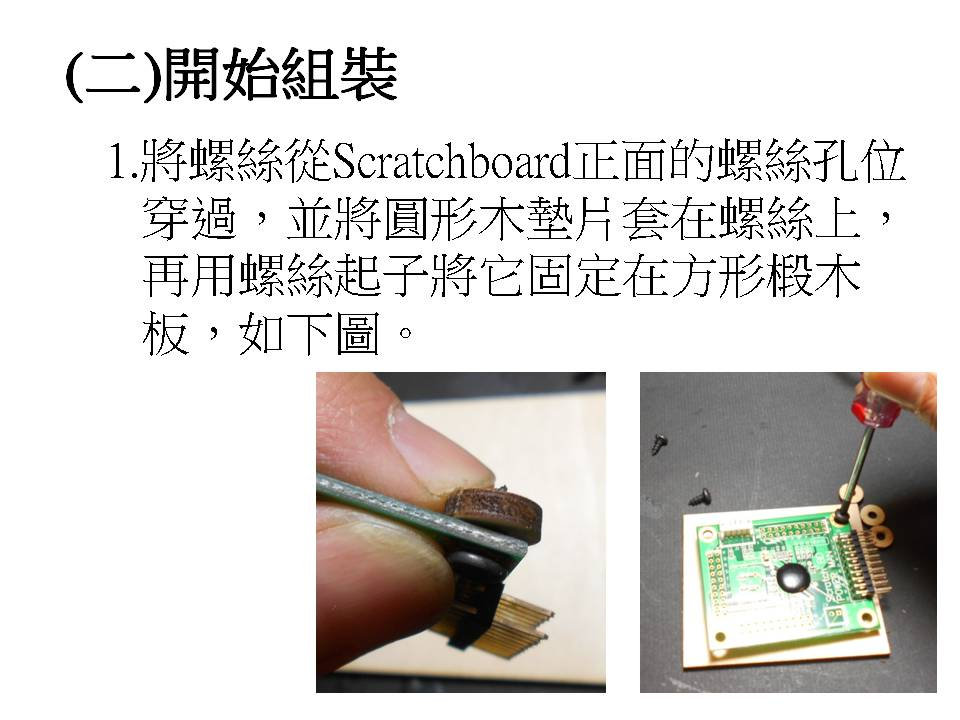 (二)開始組裝
1.將螺絲從Scratchboard正面的螺絲孔位
穿過，並將圓形木墊片套在螺絲上，
再用螺絲起子將它固定在方形椴木
板，如下圖。